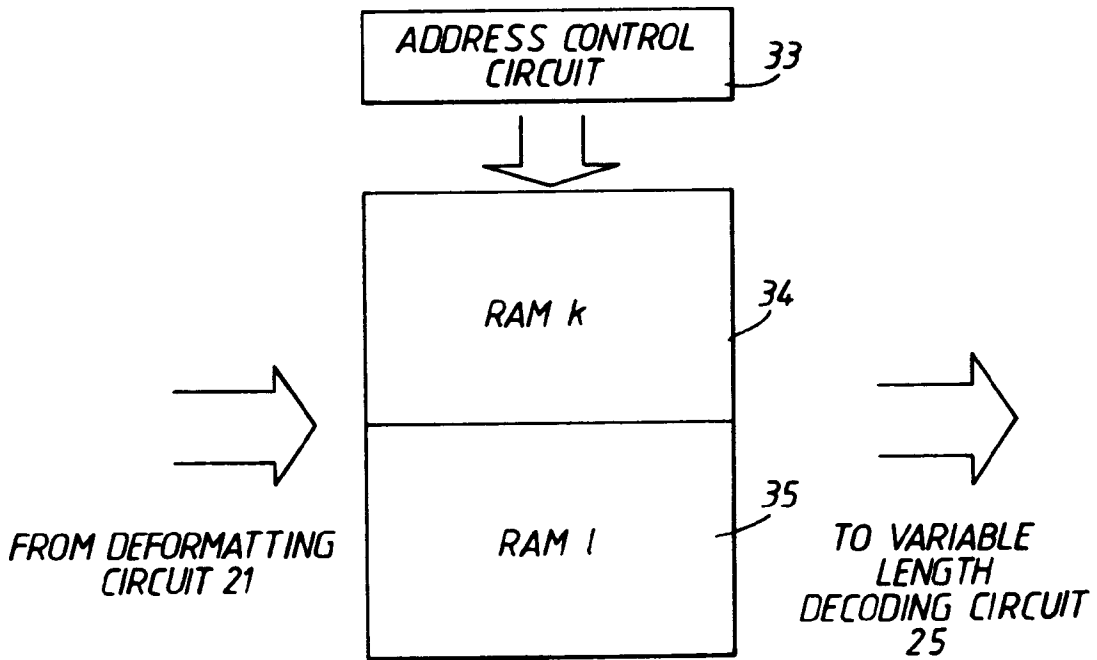 ADDRESS CONTROL
CIRCUIT
33
RAM k
34
RAM l
35
FROM DEFORMATTING
CIRCUIT 21
TO VARIABLE
LENGTH
DECODING CIRCUIT
25